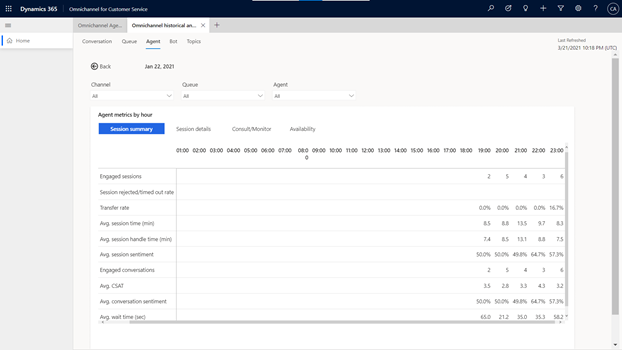 Dynamics 365 Omnichannel for Customer Service CA
Omnichannel Age... Omnichannel historical an...
Home
Conversation Queue Agent Bot Topics
Last Refreshed
3/21/2021 10:18 PM (UTC)
Back Jan 22, 2021
Channel Queue Agent
All All All
Agent metrics by hour
Session summary Session details Consult/Monitor Availability
01:00 02:00 03:00 04:00 05:00 06:00 07:00 08:00 09:00 10:00 11:00 12:00 13:00 14:00 15:00 16:00 17:00 18:00 19:00 20:00 21:00 22:00 23:00
Engaged sessions 2 5 4 3 6
Session rejected/timed out rate
Transfer rate 0.0% 0.0% 0.0% 0.0% 16.7%
Avg. session time (min) 8.5 8.8 13.5 9.7 8.3
Avg. session handle time (min) 7.4 8.5 13.1 8.8 7.5
Avg. session sentiment 50.0% 50.0% 49.8% 64.7% 57.3%
Engaged conversations 2 5 4 3 6
Avg. CSAT 3.5 2.8 3.3 4.3 3.2
Avg. conversation sentiment 50.0% 50.0% 49.8% 64.7% 57.3%
Avg. wait time (sec) 65.0 21.2 35.0 35.3 58.2